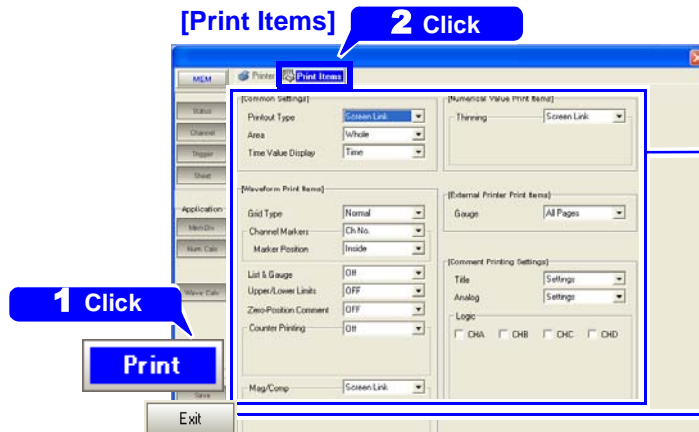 [Print Items]
2 Click
MEM
Printer
Print Items
Status
Channel
Trigger
Sheet
Application
Mem Div
Num. Calc
Wave Calc
1 Click
Print
Save
Exit
[Common Settings]
Printout Type Screen Link
Area Whole
Time Value Display Time
[Waveform Print Items]
Grid Type Normal
Channel Markers Ch No.
Marker Position Inside
List & Gauge Off
Upper/Lower Limits OFF
Zero-Position Comment OFF
Counter Printing Off
Mag/Comp Screen Link
[Numerical Value Print Items]
Thinning Screen Link
[External Printer Print Items]
Gauge All Pages
[Comment Printing Settings]
Title Settings
Analog Settings
Logic
CHA CHB CHC CHD